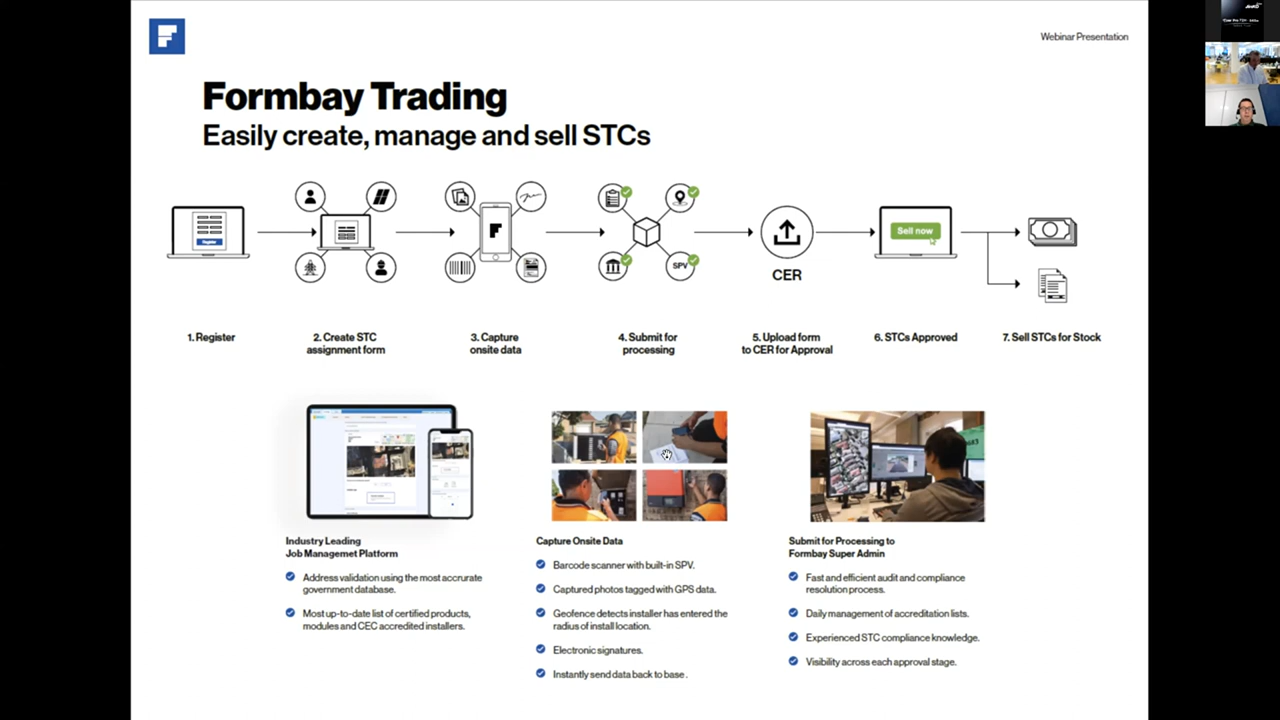 Webinar Presentation
Formbay Trading
Easily create, manage and sell STCs
Register
SPV
CER
Sell now
1. Register
2. Create STC
assignment form
3. Capture
onsite data
4. Submit for
processing
5. Upload form
to CER for Approval
6. STCs Approved
7. Sell STCs for Stock
Industry Leading
Job Managemet Platform
Address validation using the most accrurate
government database.
Most up-to-date list of certified products,
modules and CEC accredited installers.
Capture Onsite Data
Barcode scanner with built-in SPV.
Captured photos tagged with GPS data.
Geofence detects installer has entered the
radius of install location.
Electronic signatures.
Instantly send data back to base .
Submit for Processing to
Formbay Super Admin
Fast and efficient audit and compliance
resolution process.
Daily management of accreditation lists.
Experienced STC compliance knowledge.
Visibility across each approval stage.